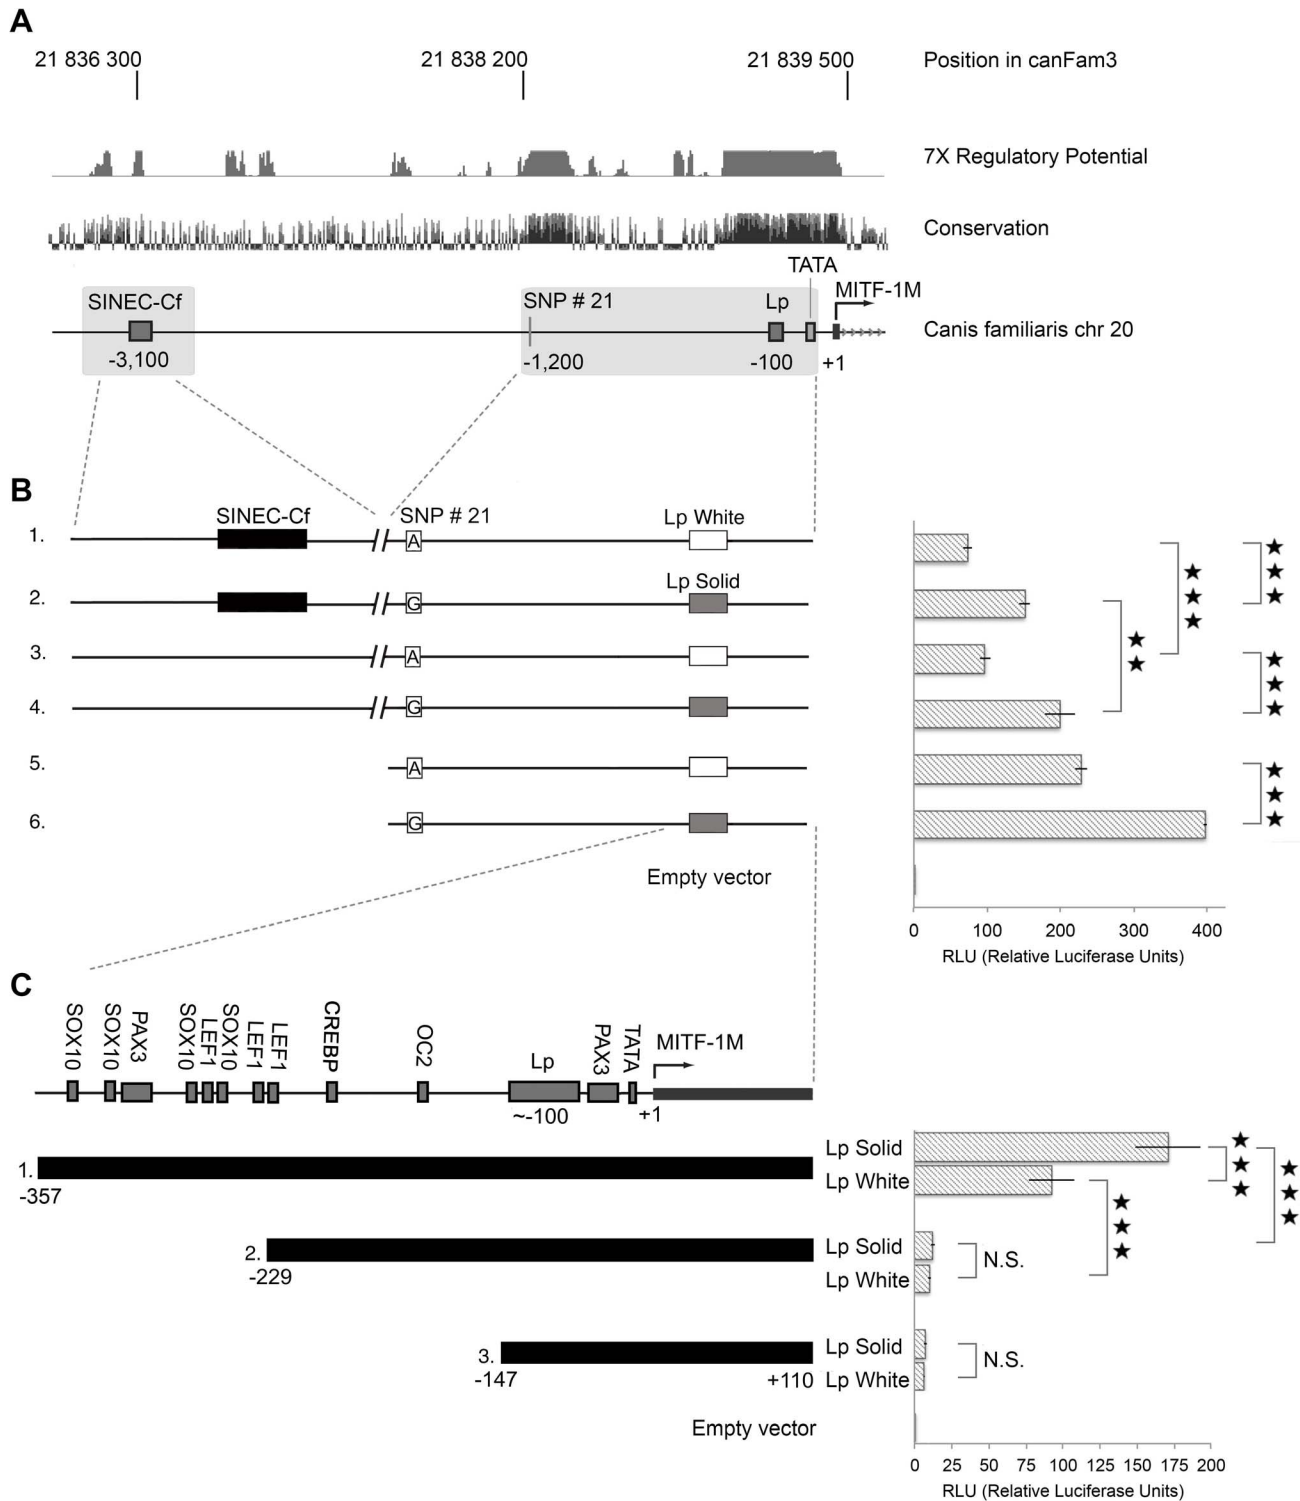 A
21 836 300
21 838 200
21 839 500
Position in canFam3
7X Regulatory Potential
Conservation
TATA
SINEC-Cf
SNP # 21
Lp
MITF-1M
Canis familiaris chr 20
-3,100
-1,200
-100
+1
B
SINEC-Cf
SNP # 21
Lp White
1.
A
Lp Solid
2.
G
3.
A
4.
G
5.
A
6.
G
Empty vector
0 100 200 300 400
RLU (Relative Luciferase Units)
C
SOX10
SOX10
PAX3
SOX10
LEF1
SOX10
LEF1
LEF1
CREBP
OC2
Lp
PAX3
TATA
MITF-1M
~-100
+1
1.
-357
Lp Solid
Lp White
2.
-229
Lp Solid
Lp White
N.S.
3.
-147
+110
Lp Solid
Lp White
N.S.
Empty vector
0 25 50 75 100 125 150 175 200
RLU (Relative Luciferase Units)